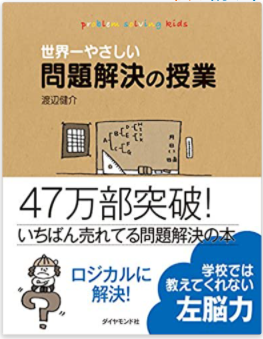 problem solving kids
世界一やさしい
問題解決の授業
渡辺健介
47万部突破!
いちばん売れてる問題解決の本
ロジカルに
解決!
学校では
教えてくれない
左脳力
ダイヤモンド社